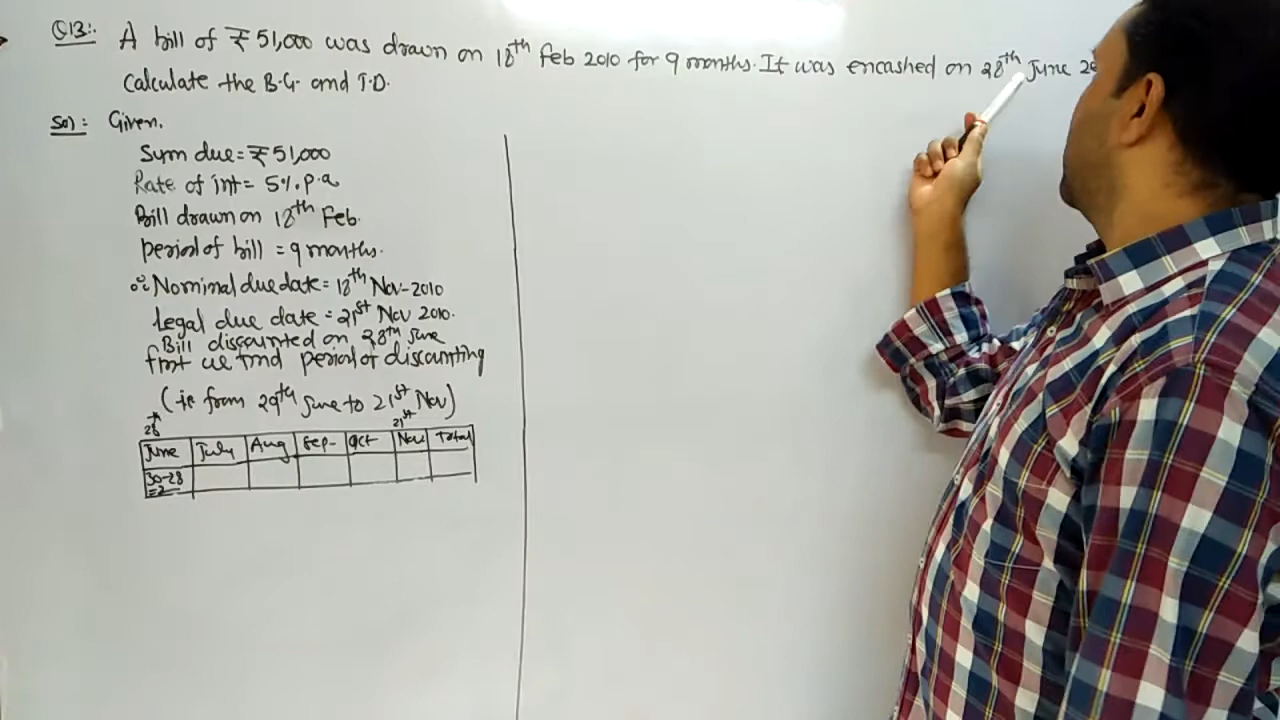 Q13:. A bill of ₹ 51,000 was drawn on 18th Feb 2010 for 9 months. It was encashed on 28th June 20
Calculate the B.G. and T.D.
Sol: Given.
Sum due = ₹ 51,000
Rate of int = 5%. p.a
Bill drawn on 18th Feb.
period of bill = 9 months.
∴ Nominal due date = 18th Nov-2010
Legal due date = 21st Nov 2010.
Bill discounted on 28th June
first we find period of discounting
(ie from 29th June to 21st Nov)
28th 21st
June July Aug Sep- Oct Nov Total
30-28
=2